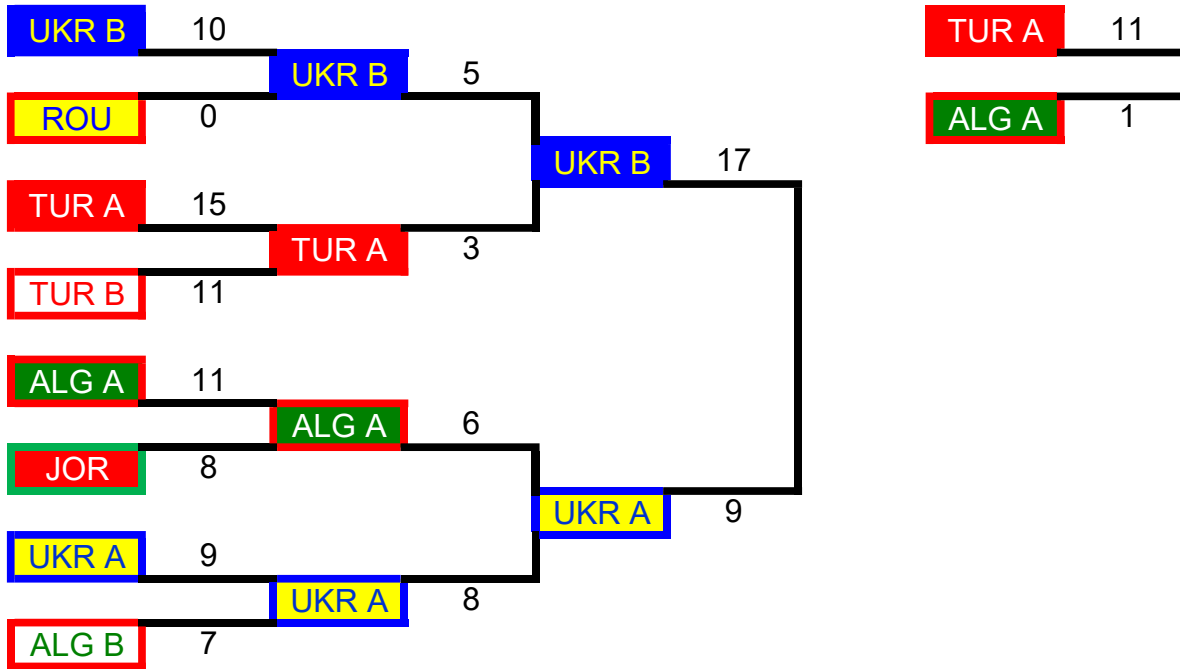 UKR B 10
UKR B 5
ROU 0
UKR B 17
TUR A 15
TUR A 3
TUR B 11
ALG A 11
ALG A 6
JOR 8
UKR A 9
UKR A 9
UKR A 8
ALG B 7
TUR A 11
ALG A 1